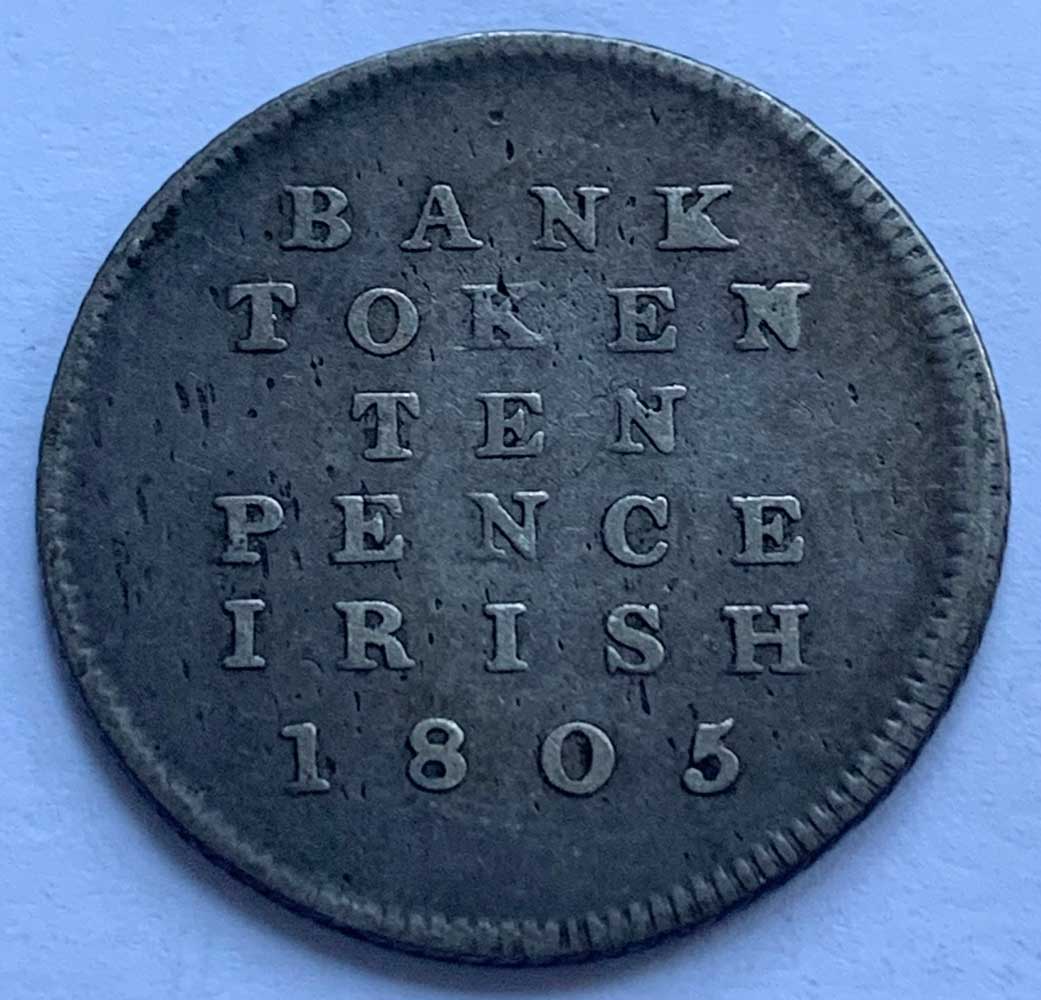 BANK
TOKEN
TEN
PENCE
IRISH
1805